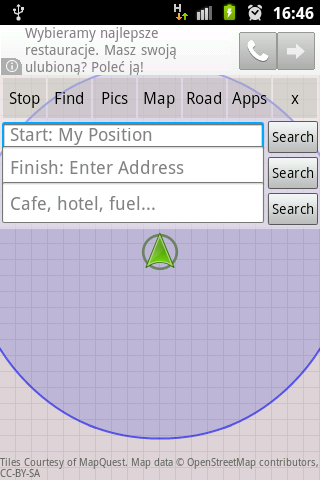 H 16:46
Wybieramy najlepsze
restauracje. Masz swoją
ulubioną? Poleć ją!
Stop Find Pics Map Road Apps x
Start: My Position Search
Finish: Enter Address Search
Cafe, hotel, fuel... Search
Tiles Courtesy of MapQuest. Map data © OpenStreetMap contributors,
CC-BY-SA